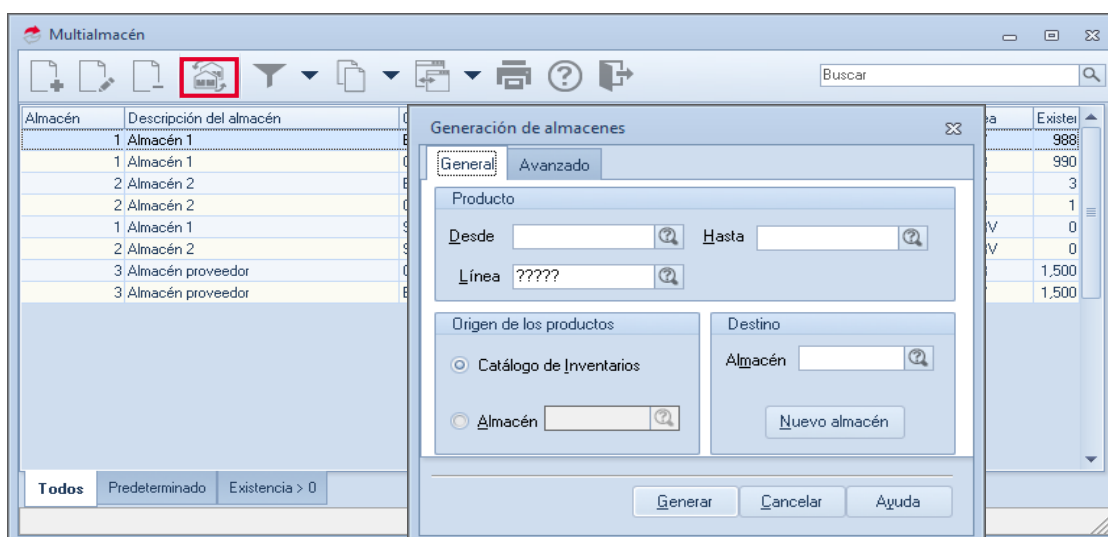 Multialmacén
Buscar
Almacén Descripción del almacén Existe
1 Almacén 1 988
1 Almacén 1 990
2 Almacén 2 3
2 Almacén 2 1
1 Almacén 1 0
2 Almacén 2 0
3 Almacén proveedor 1,500
3 Almacén proveedor 1,500
Generación de almacenes
General Avanzado
Producto
Desde Hasta
Línea ?????
Origen de los productos
Catálogo de Inventarios
Almacén
Destino
Almacén
Nuevo almacén
Todos Predeterminado Existencia > 0
Generar Cancelar Ayuda